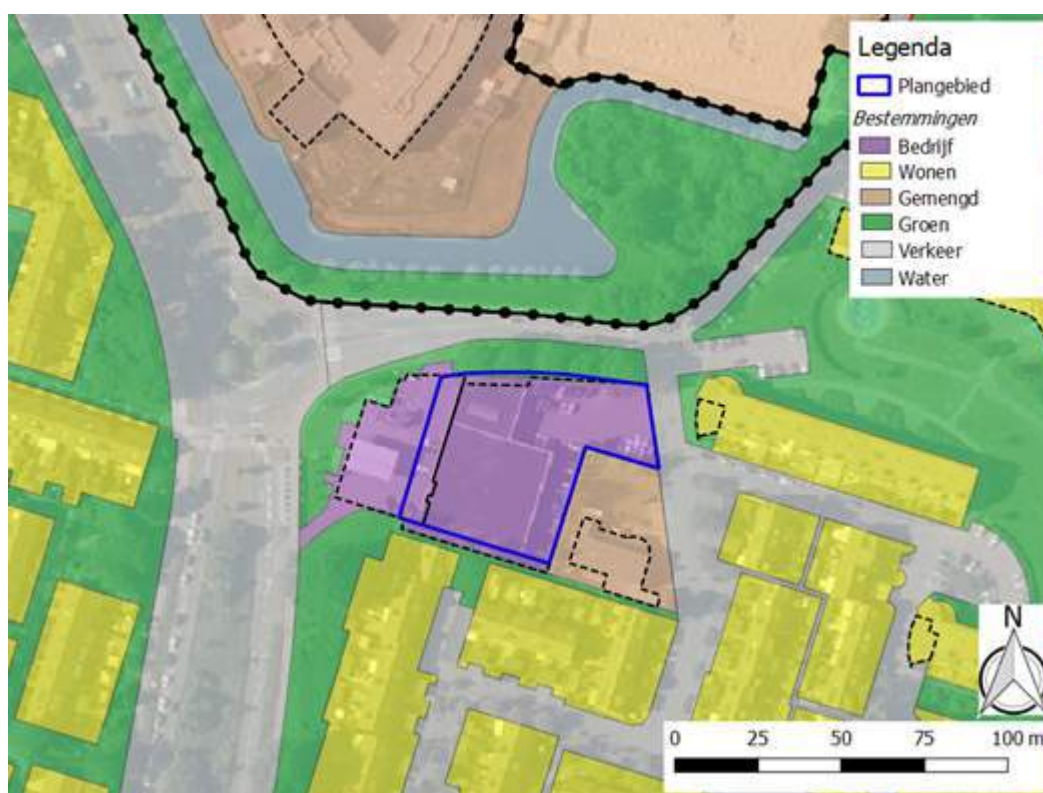 Legenda
Plangebied
Bestemmingen
Bedrijf
Wonen
Gemengd
Groen
Verkeer
Water
N
0 25 50 75 100 m